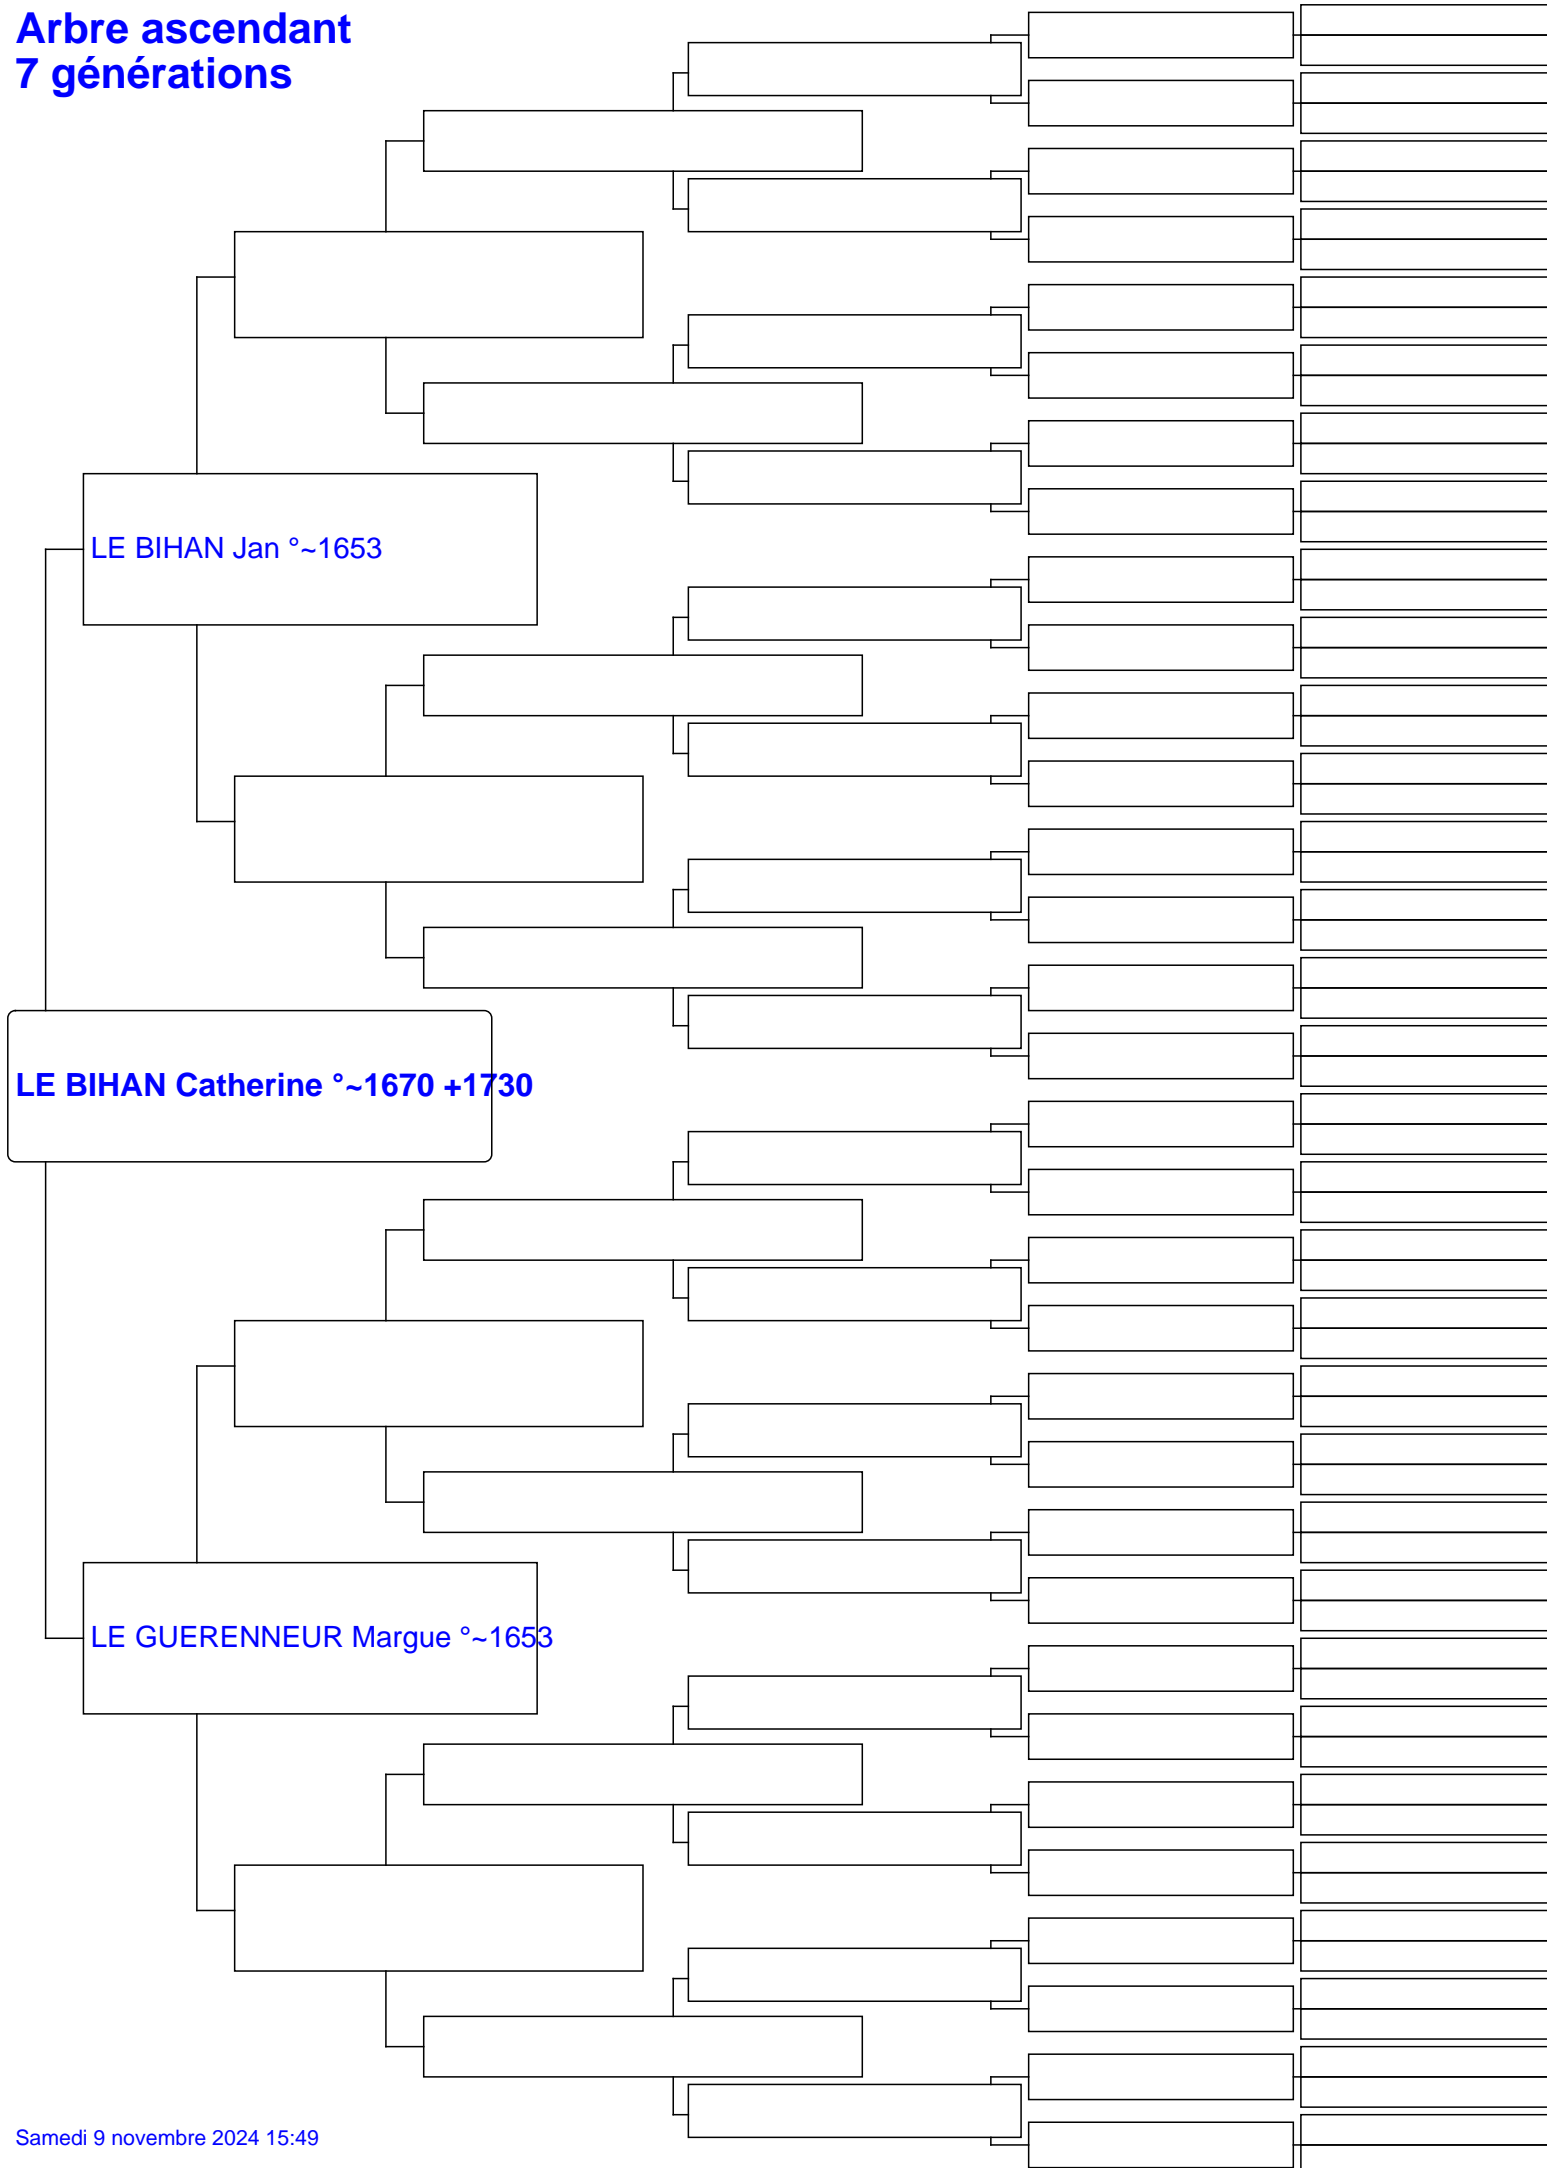 Arbre ascendant
7 générations
LE BIHAN Jan °~1653
LE BIHAN Catherine °~1670 +1730
LE GUERENNEUR Margue °~1653
Samedi 9 novembre 2024 15:49